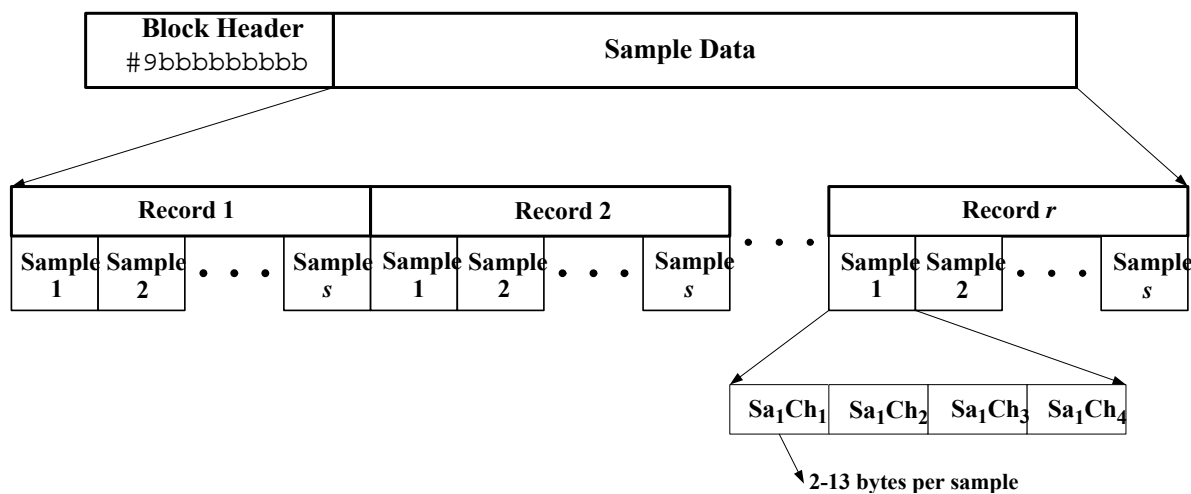 Block Header
#9bbbbbbbbb
Sample Data
Record 1
Record 2
. . .
Record r
Sample 1
Sample 2
. . .
Sample s
Sample 1
Sample 2
. . .
Sample s
Sample 1
Sample 2
. . .
Sample s
Sa1Ch1
Sa1Ch2
Sa1Ch3
Sa1Ch4
2-13 bytes per sample